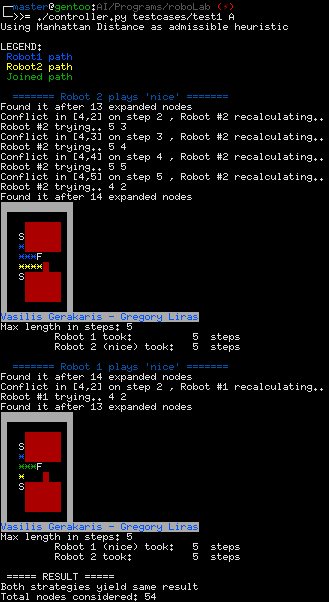 master@gentoo:AI/Programs/roboLab (⚡)
>>= ./controller.py testcases/test1 A
Using Manhattan Distance as admissible heuristic
LEGEND:
Robot1 path
Robot2 path
Joined path
======= Robot 2 plays 'nice' =======
Found it after 13 expanded nodes
Conflict in [4,2] on step 2 , Robot #2 recalculating..
Robot #2 trying.. 5 3
Conflict in [4,3] on step 3 , Robot #2 recalculating..
Robot #2 trying.. 5 4
Conflict in [4,4] on step 4 , Robot #2 recalculating..
Robot #2 trying.. 5 5
Conflict in [4,5] on step 5 , Robot #2 recalculating..
Robot #2 trying.. 4 2
Found it after 14 expanded nodes
S
*
***F
****
S
Vasilis Gerakaris - Gregory Liras
Max length in steps: 5
Robot 1 took: 5 steps
Robot 2 (nice) took: 5 steps
======= Robot 1 plays 'nice' =======
Found it after 14 expanded nodes
Conflict in [4,2] on step 2 , Robot #1 recalculating..
Robot #1 trying.. 4 2
Found it after 13 expanded nodes
S
*
***F
*
S
Vasilis Gerakaris - Gregory Liras
Max length in steps: 5
Robot 1 (nice) took: 5 steps
Robot 2 took: 5 steps
===== RESULT =====
Both strategies yield same result
Total nodes considered: 54